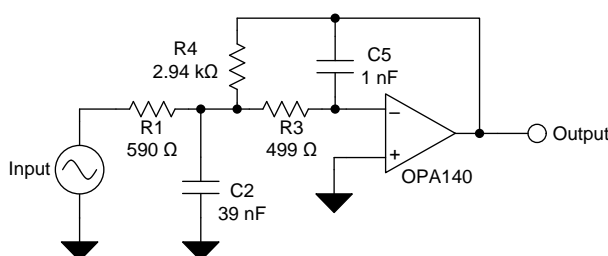 R4
2.94 kΩ
C5
1 nF
R1
590 Ω
R3
499 Ω
−
+
OPA140
Output
Input
C2
39 nF